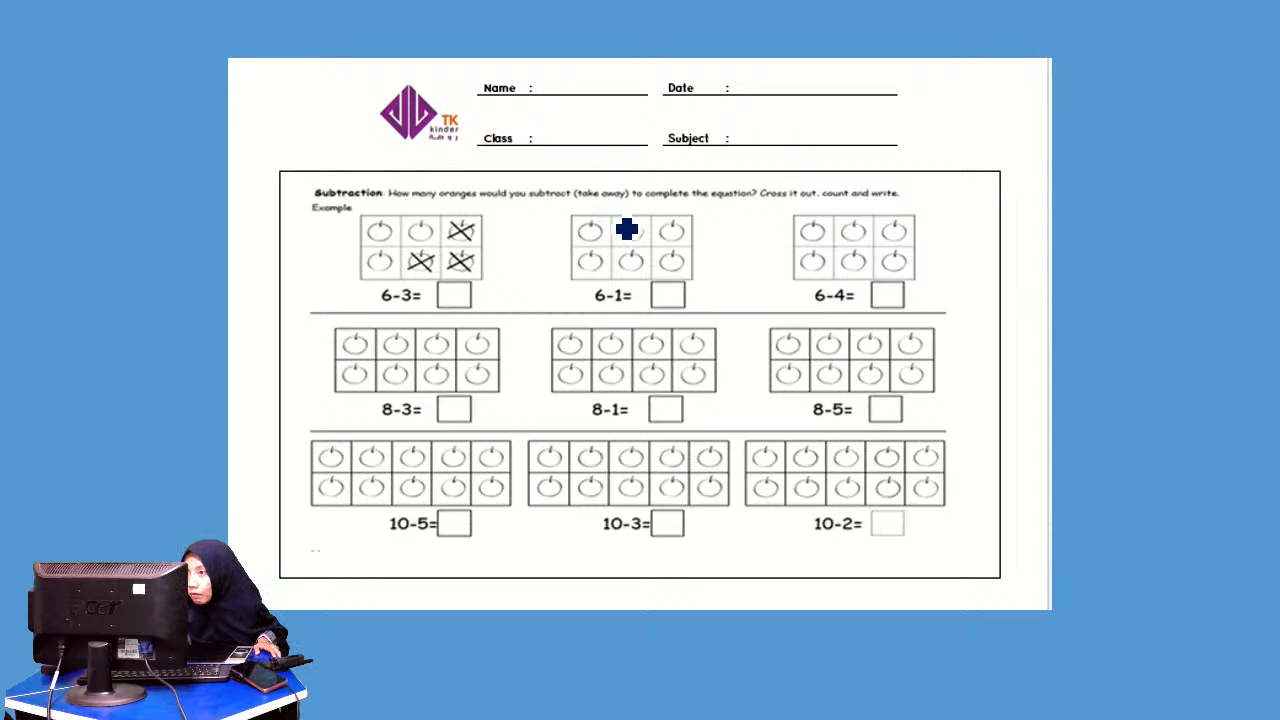 Name :
Date :
TK
kinder
روضة
Class :
Subject :
Subtraction: How many oranges would you subtract (take away) to complete the equation? Cross it out, count and write.
Example
6-3=
6-1=
6-4=
8-3=
8-1=
8-5=
10-5=
10-3=
10-2=
acer